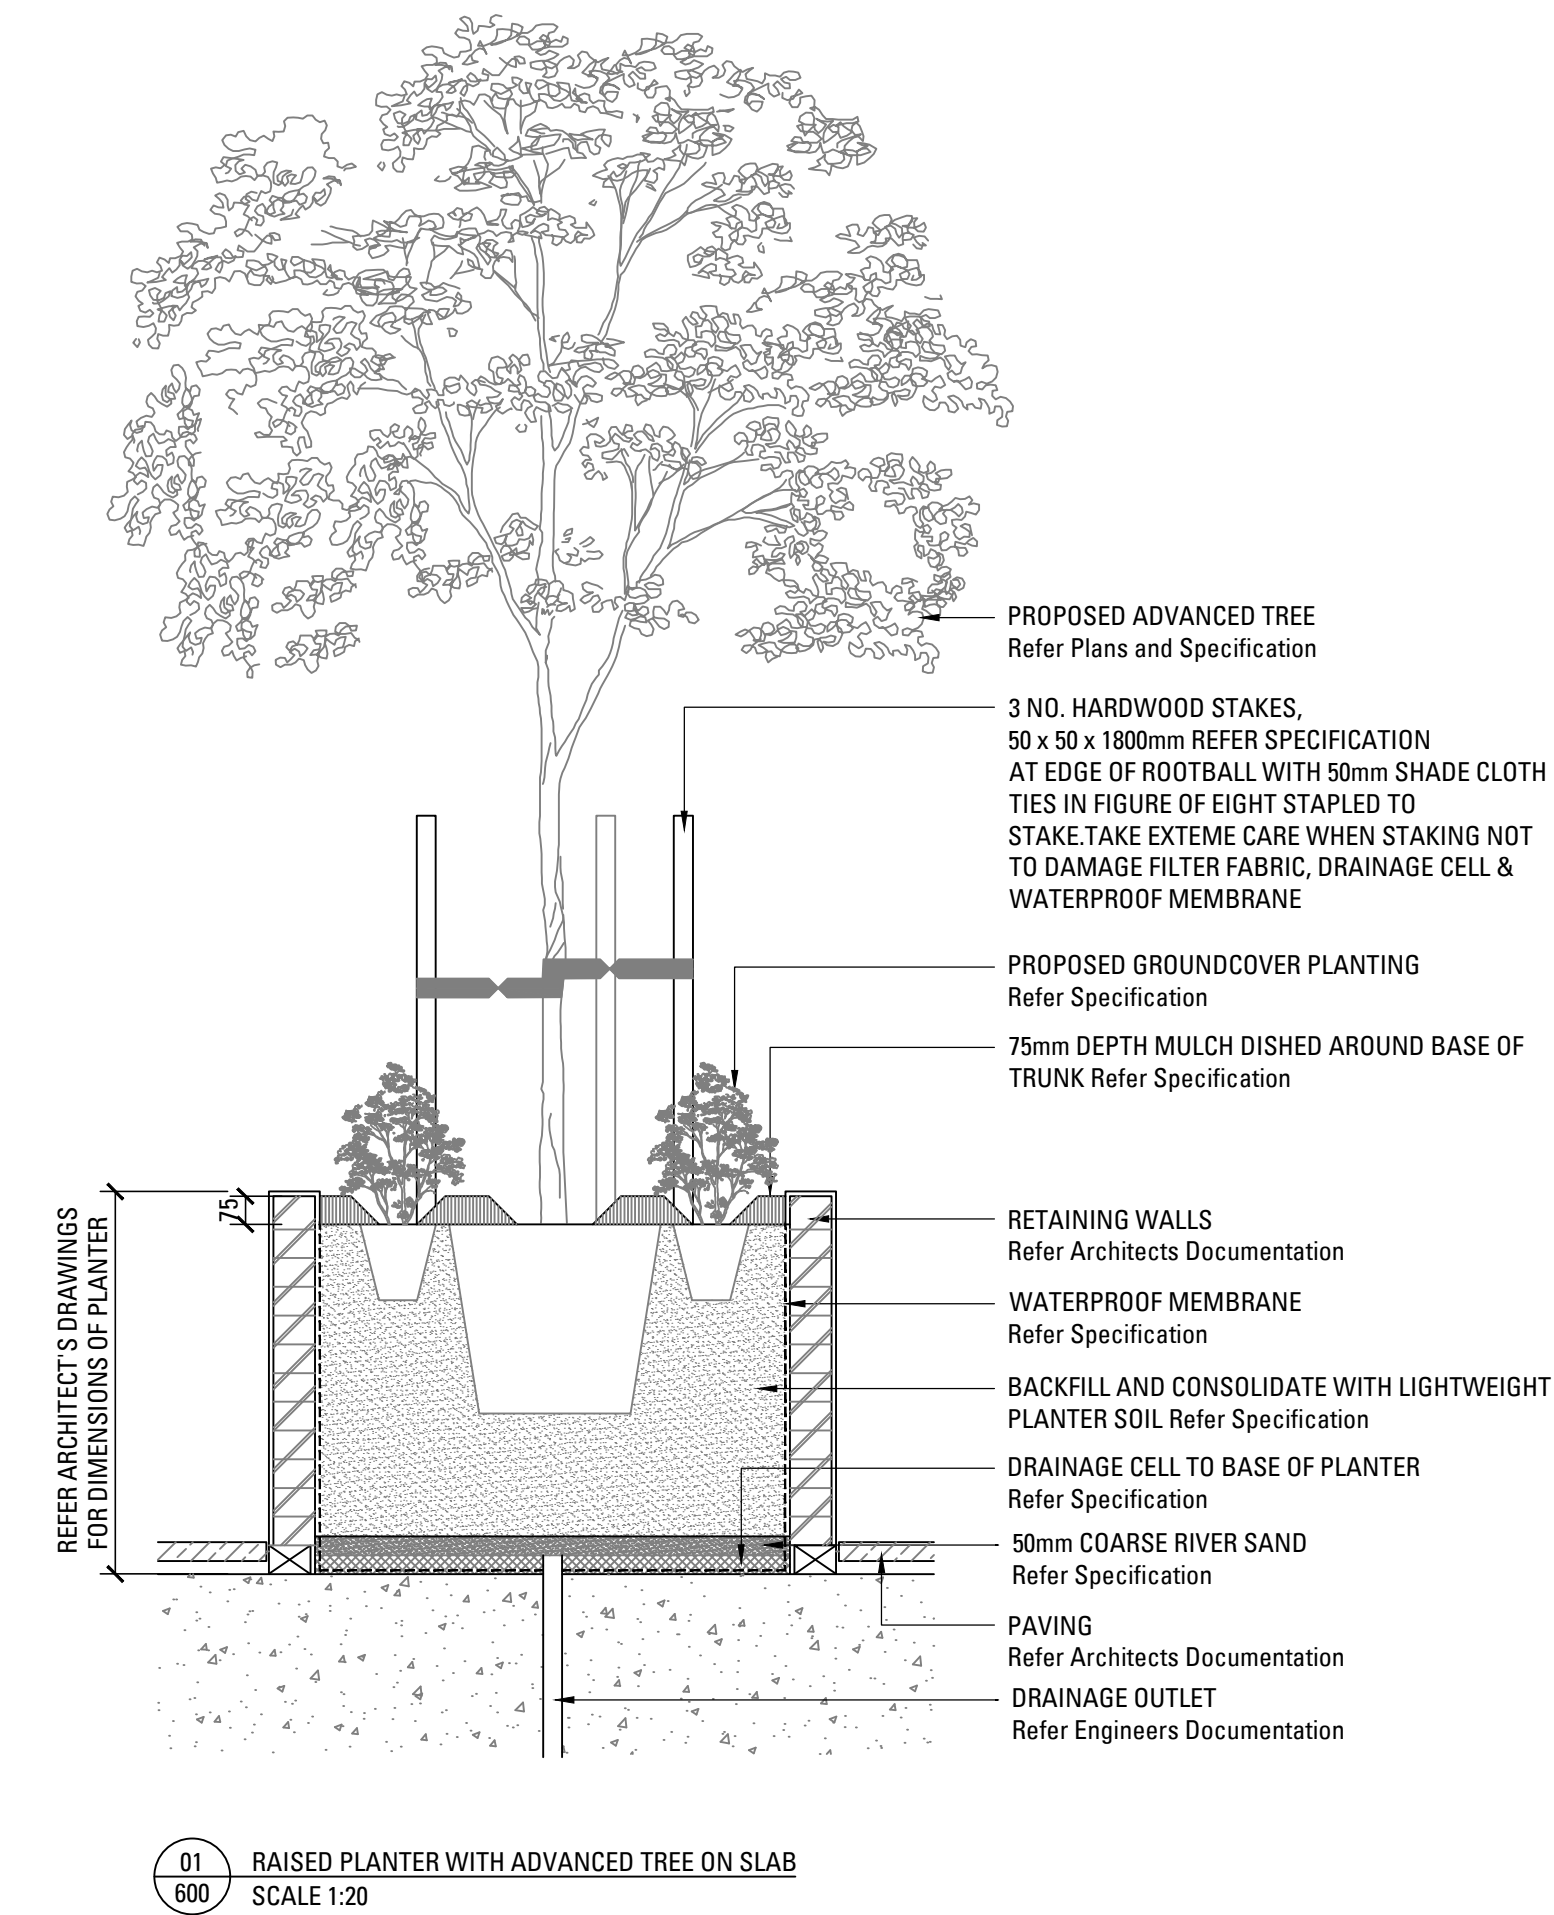 PROPOSED ADVANCED TREE
Refer Plans and Specification
3 NO. HARDWOOD STAKES,
50 x 50 x 1800mm REFER SPECIFICATION
AT EDGE OF ROOTBALL WITH 50mm SHADE CLOTH
TIES IN FIGURE OF EIGHT STAPLED TO
STAKE.TAKE EXTEME CARE WHEN STAKING NOT
TO DAMAGE FILTER FABRIC, DRAINAGE CELL &
WATERPROOF MEMBRANE
PROPOSED GROUNDCOVER PLANTING
Refer Specification
75mm DEPTH MULCH DISHED AROUND BASE OF
TRUNK Refer Specification
REFER ARCHITECT'S DRAWINGS
FOR DIMENSIONS OF PLANTER
75
RETAINING WALLS
Refer Architects Documentation
WATERPROOF MEMBRANE
Refer Specification
BACKFILL AND CONSOLIDATE WITH LIGHTWEIGHT
PLANTER SOIL Refer Specification
DRAINAGE CELL TO BASE OF PLANTER
Refer Specification
50mm COARSE RIVER SAND
Refer Specification
PAVING
Refer Architects Documentation
DRAINAGE OUTLET
Refer Engineers Documentation
01
600
RAISED PLANTER WITH ADVANCED TREE ON SLAB
SCALE 1:20